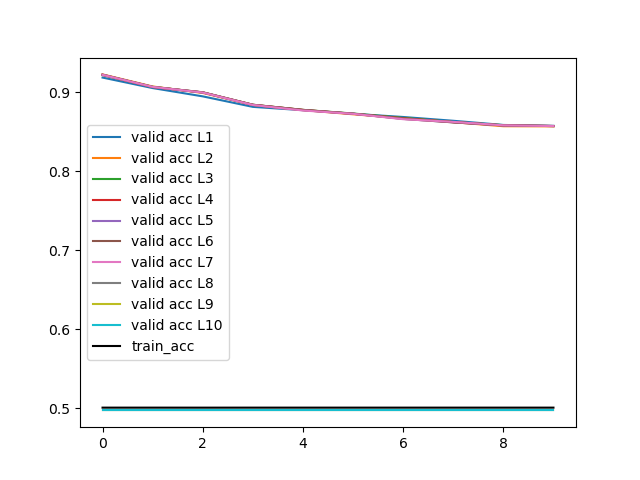 0.9
0.8
0.7
0.6
0.5
valid acc L1
valid acc L2
valid acc L3
valid acc L4
valid acc L5
valid acc L6
valid acc L7
valid acc L8
valid acc L9
valid acc L10
train_acc
0 2 4 6 8